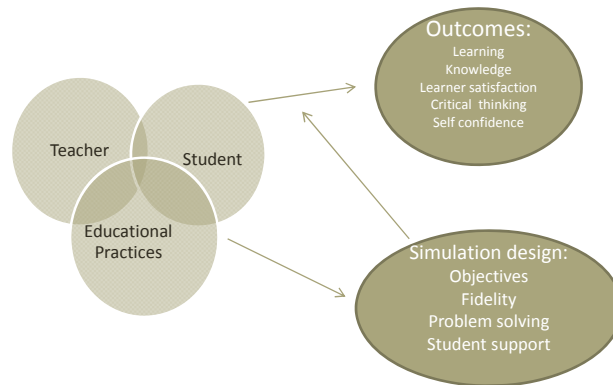 Outcomes:
Learning
Knowledge
Learner satisfaction
Critical thinking
Self confidence
Teacher
Student
Educational
Practices
Simulation design:
Objectives
Fidelity
Problem solving
Student support